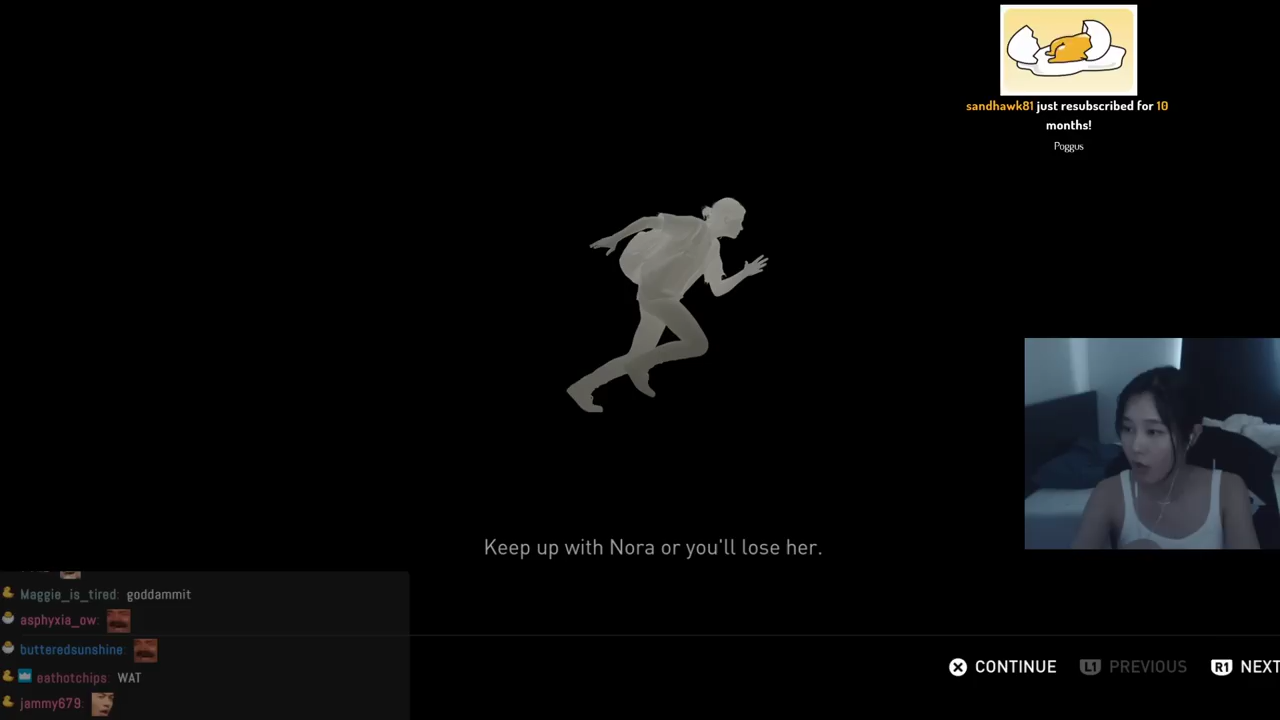 sandhawk81 just resubscribed for 10
months!
Poggus
Keep up with Nora or you'll lose her.
Maggie_is_tired: goddammit
asphyxia_ow:
butteredsunshine:
eathotchips: WAT
jammy679:
CONTINUE L1 PREVIOUS R1 NEXT